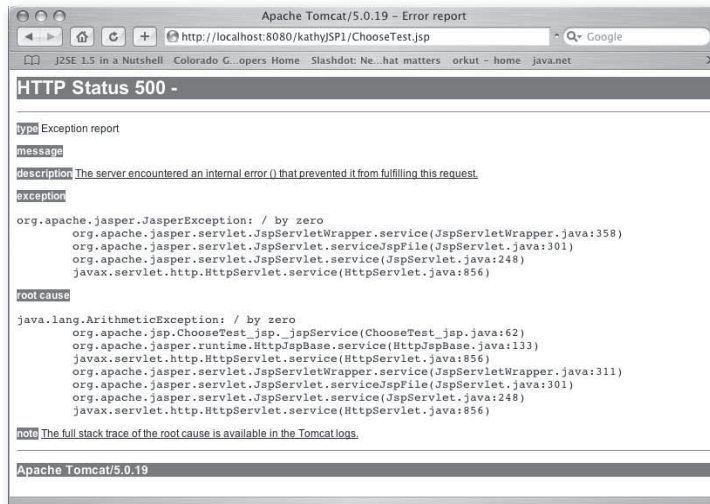 Apache Tomcat/5.0.19 – Error report
http://localhost:8080/kathyJSP1/ChooseTest.jsp
Google
J2SE 1.5 in a Nutshell Colorado G...opers Home Slashdot: Ne...hat matters orkut - home java.net
HTTP Status 500 -
type Exception report
message
description The server encountered an internal error () that prevented it from fulfilling this request.
exception
org.apache.jasper.JasperException: / by zero
org.apache.jasper.servlet.JspServletWrapper.service(JspServletWrapper.java:358)
org.apache.jasper.servlet.JspServlet.serviceJspFile(JspServlet.java:301)
org.apache.jasper.servlet.JspServlet.service(JspServlet.java:248)
javax.servlet.http.HttpServlet.service(HttpServlet.java:856)
root cause
java.lang.ArithmeticException: / by zero
org.apache.jsp.ChooseTest_jsp._jspService(ChooseTest_jsp.java:62)
org.apache.jasper.runtime.HttpJspBase.service(HttpJspBase.java:133)
javax.servlet.http.HttpServlet.service(HttpServlet.java:856)
org.apache.jasper.servlet.JspServletWrapper.service(JspServletWrapper.java:311)
org.apache.jasper.servlet.JspServlet.serviceJspFile(JspServlet.java:301)
org.apache.jasper.servlet.JspServlet.service(JspServlet.java:248)
javax.servlet.http.HttpServlet.service(HttpServlet.java:856)
note The full stack trace of the root cause is available in the Tomcat logs.
Apache Tomcat/5.0.19